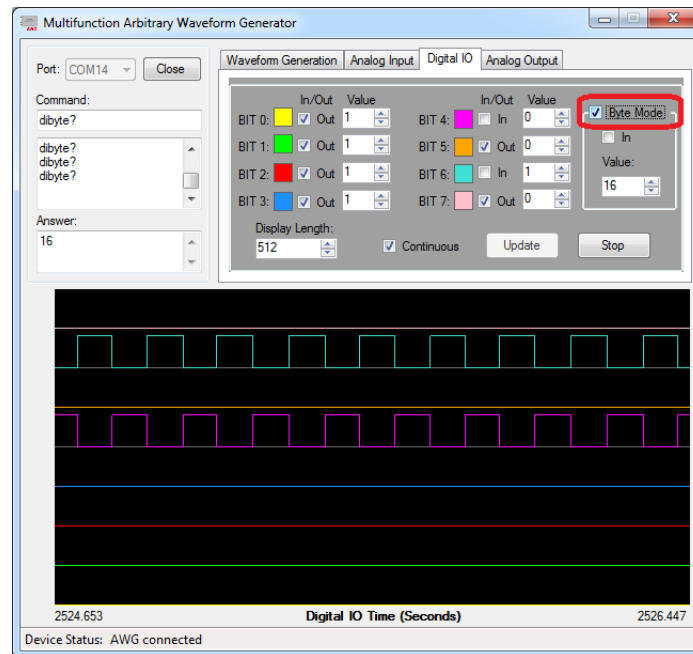 Multifunction Arbitrary Waveform Generator
Port: COM14 Close
Command:
dibyte?
dibyte?
dibyte?
dibyte?
Answer:
16
Waveform Generation Analog Input Digital IO Analog Output
In/Out Value In/Out Value
BIT 0: Out 1 BIT 4: In 0 Byte Mode
BIT 1: Out 1 BIT 5: Out 0 In
BIT 2: Out 1 BIT 6: In 1 Value:
BIT 3: Out 1 BIT 7: Out 0 16
Display Length:
512 Continuous Update Stop
2524.653 Digital IO Time (Seconds) 2526.447
Device Status: AWG connected